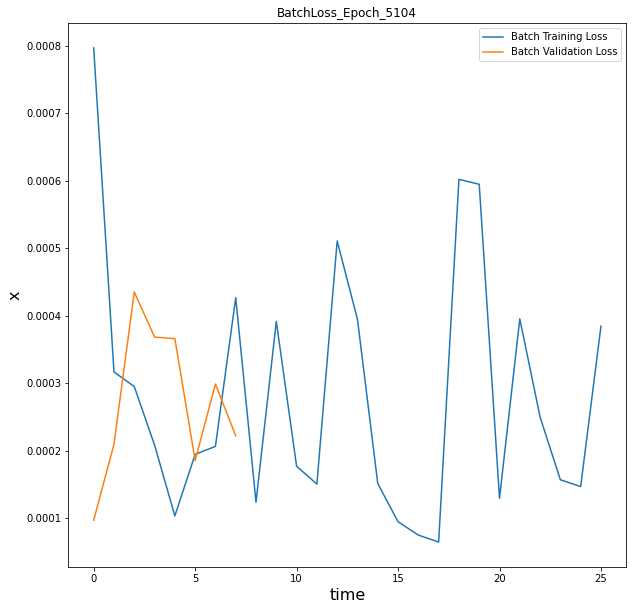 BatchLoss_Epoch_5104
Batch Training Loss
Batch Validation Loss
0.0008
0.0007
0.0006
0.0005
0.0004
0.0003
0.0002
0.0001
x
0 5 10 15 20 25
time